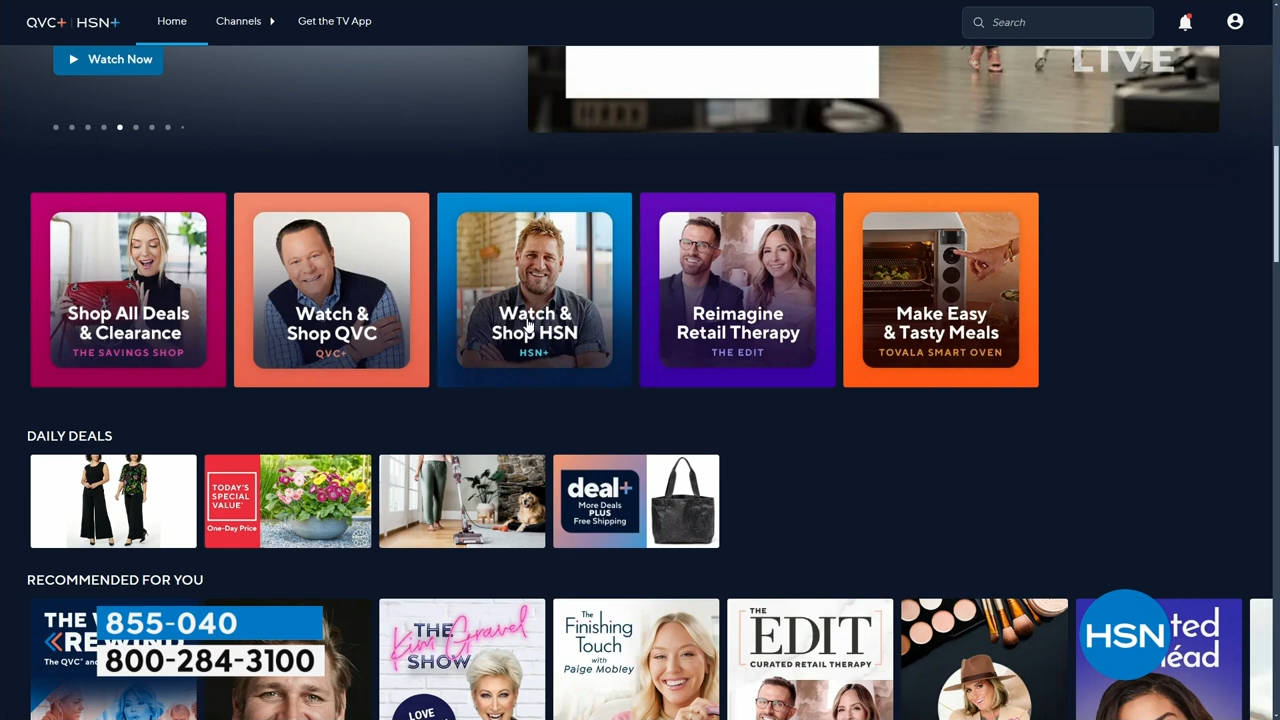 QVC+ | HSN+
Home
Channels
Get the TV App
Search
Watch Now
LIVE
Shop All Deals
& Clearance
THE SAVINGS SHOP
Watch &
Shop QVC
QVC+
Watch &
Shop HSN
HSN+
Reimagine
Retail Therapy
THE EDIT
Make Easy
& Tasty Meals
TOVALA SMART OVEN
DAILY DEALS
TODAY'S
SPECIAL
VALUE
One-Day Price
deal+
More Deals
PLUS
Free Shipping
RECOMMENDED FOR YOU
THE
The QVC
855-040
800-284-3100
THE
Kim Gravel
SHOW
LOVE
The
Finishing
Touch
with
Paige Mobley
THE
EDIT
CURATED RETAIL THERAPY
HSN